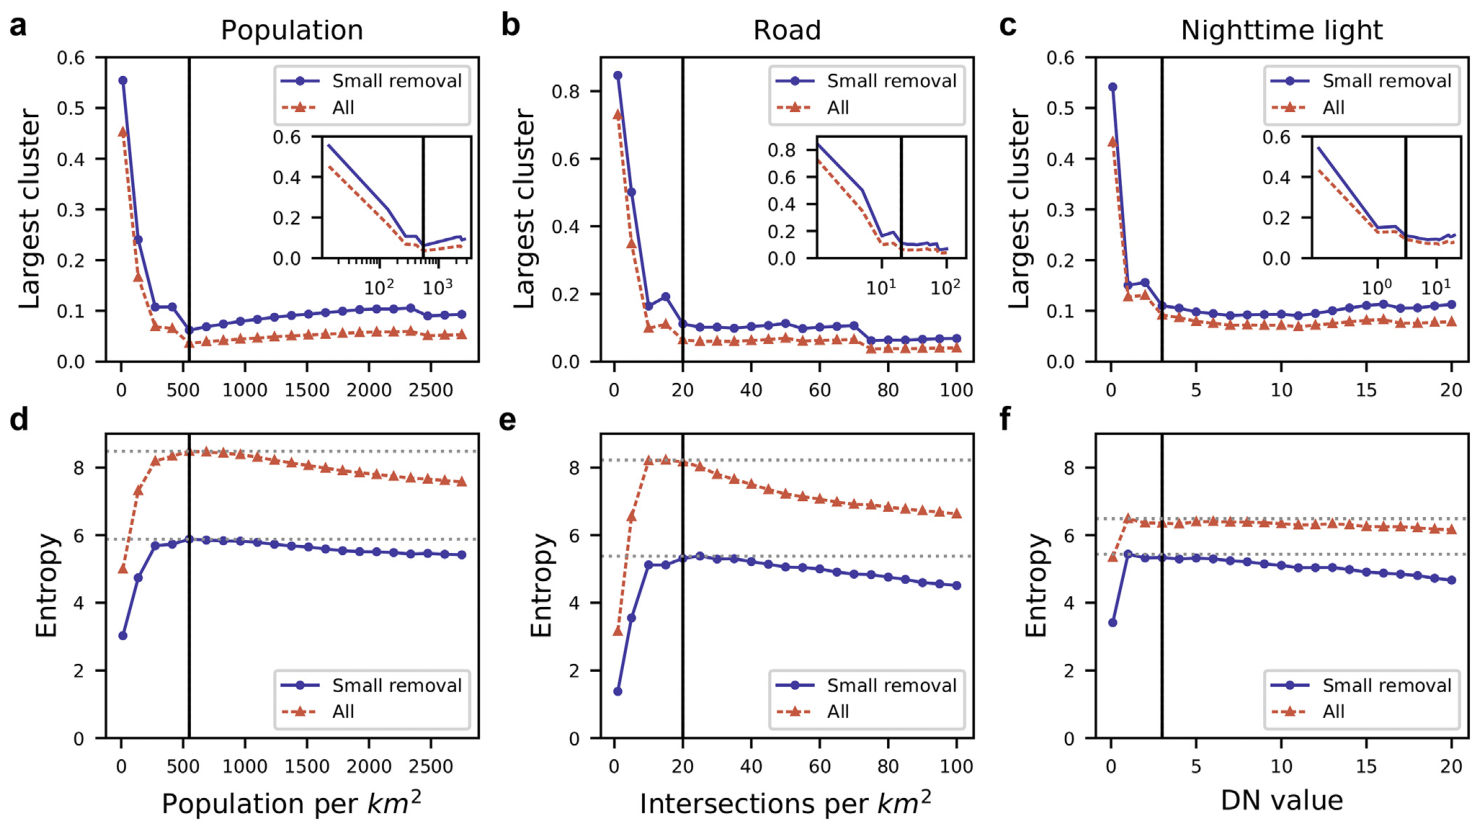 a Population
0.6
0.5
0.4
0.3
0.2
0.1
0.0
Largest cluster
Small removal
All
0.6
0.4
0.2
0.0
10² 10³
0 500 1000 1500 2000 2500
b Road
0.8
0.6
0.4
0.2
0.0
Largest cluster
Small removal
All
0.8
0.6
0.4
0.2
0.0
10¹ 10²
0 20 40 60 80 100
c Nighttime light
0.6
0.5
0.4
0.3
0.2
0.1
0.0
Largest cluster
Small removal
All
0.6
0.4
0.2
0.0
10⁰ 10¹
0 5 10 15 20
d
8
6
4
2
0
Entropy
Small removal
All
0 500 1000 1500 2000 2500
Population per km²
e
8
6
4
2
0
Entropy
Small removal
All
0 20 40 60 80 100
Intersections per km²
f
8
6
4
2
0
Entropy
Small removal
All
0 5 10 15 20
DN value